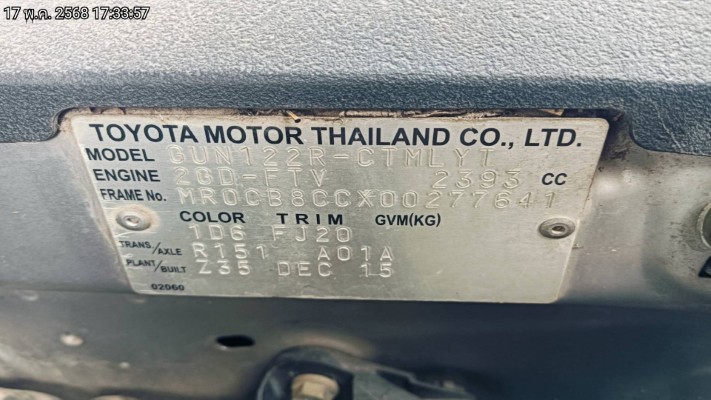 17 พ.ค. 2568 17:33:57
TOYOTA MOTOR THAILAND CO., LTD.
MODEL GUN122R-CTMLYT
ENGINE 2GD-FTV 2393 CC
FRAME No. MR0CB8CCX00277641
COLOR TRIM GVM(KG)
1D6 FJ20
TRANS./AXLE R151 A01A
PLANT/BUILT Z35 DEC 15
02060